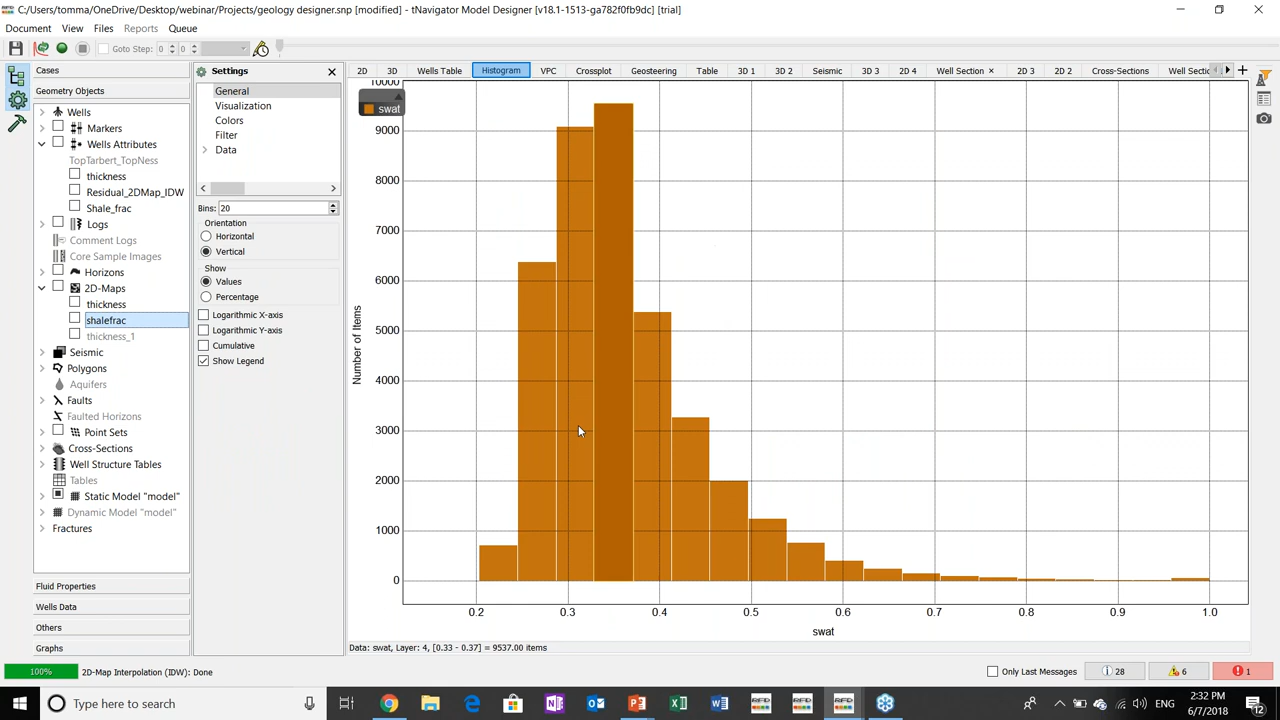 C:/Users/tomma/OneDrive/Desktop/webinar/Projects/geology designer.snp [modified] - tNavigator Model Designer [v18.1-1513-ga782f0fb9dc] [trial]
Document View Files Reports Queue
Goto Step: 0 0
Cases
Geometry Objects
Wells
Markers
Wells Attributes
TopTarbert_TopNess
thickness
Residual_2DMap_IDW
Shale_frac
Logs
Comment Logs
Core Sample Images
Horizons
2D-Maps
thickness
shalefrac
thickness_1
Seismic
Polygons
Aquifers
Faults
Faulted Horizons
Point Sets
Cross-Sections
Well Structure Tables
Tables
Static Model "model"
Dynamic Model "model"
Fractures
Fluid Properties
Wells Data
Others
Graphs
Settings
General
Visualization
Colors
Filter
Data
Bins: 20
Orientation
Horizontal
Vertical
Show
Values
Percentage
Logarithmic X-axis
Logarithmic Y-axis
Cumulative
Show Legend
2D 3D Wells Table Histogram VPC Crossplot Geosteering Table 3D 1 3D 2 Seismic 3D 3 2D 4 Well Section × 2D 3 2D 2 Cross-Sections Well Sectio
swat
10000
9000
8000
7000
6000
5000
4000
3000
2000
1000
0
Number of Items
0.2 0.3 0.4 0.5 0.6 0.7 0.8 0.9 1.0
swat
Data: swat, Layer: 4, [0.33 - 0.37] = 9537.00 items
100% 2D-Map Interpolation (IDW): Done
Only Last Messages 28 6 1
Type here to search
ENG
2:32 PM
6/7/2018